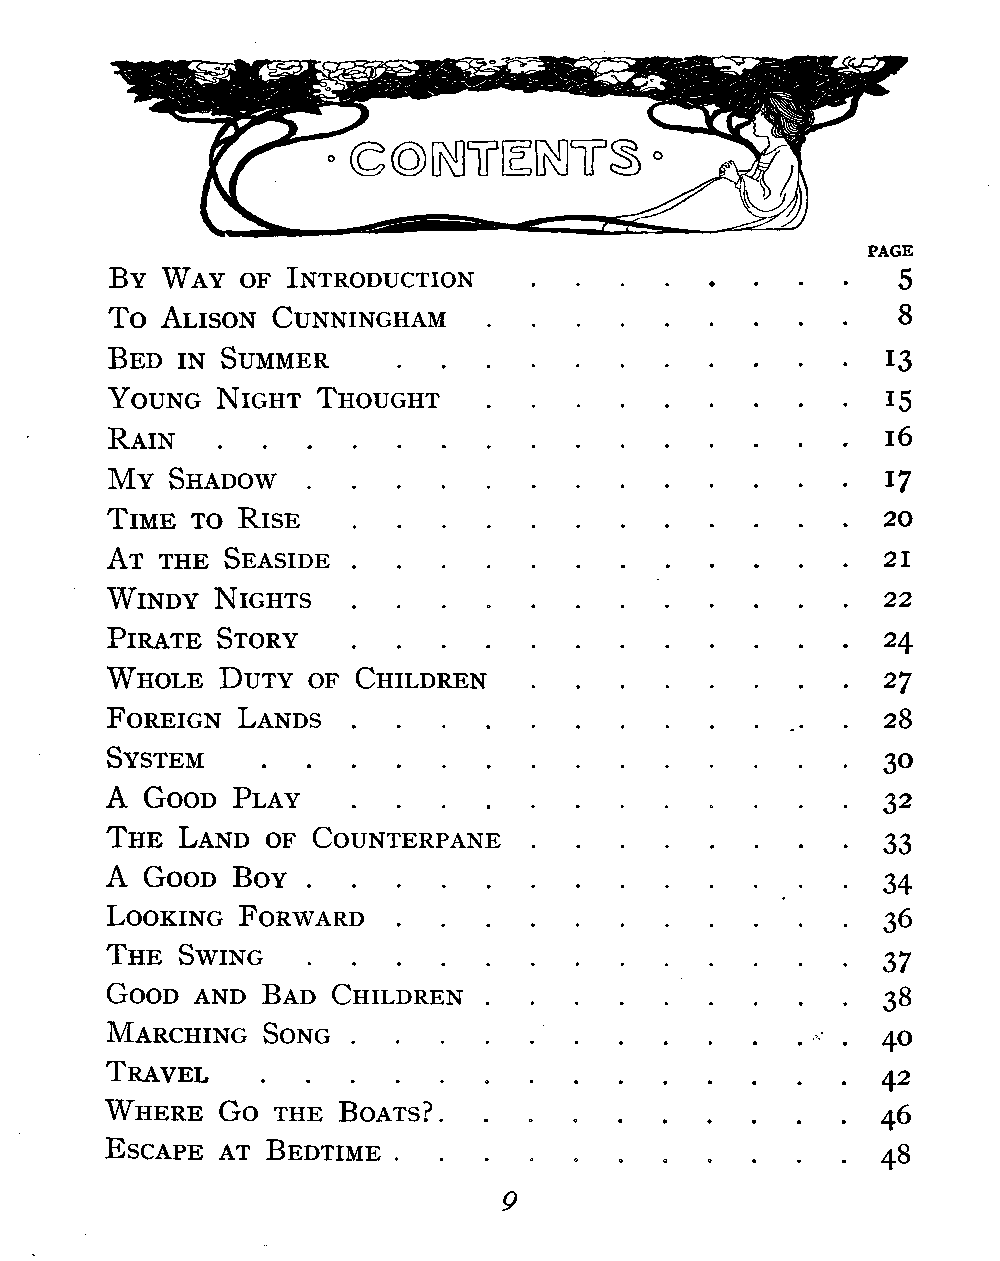 · CONTENTS ·
PAGE
BY WAY OF INTRODUCTION . . . . . . . . 5
TO ALISON CUNNINGHAM . . . . . . . . . 8
BED IN SUMMER . . . . . . . . . . . 13
YOUNG NIGHT THOUGHT . . . . . . . . . 15
RAIN . . . . . . . . . . . . . . . 16
MY SHADOW . . . . . . . . . . . . . 17
TIME TO RISE . . . . . . . . . . . . 20
AT THE SEASIDE . . . . . . . . . . . . 21
WINDY NIGHTS . . . . . . . . . . . . 22
PIRATE STORY . . . . . . . . . . . . 24
WHOLE DUTY OF CHILDREN . . . . . . . . 27
FOREIGN LANDS . . . . . . . . . . . . 28
SYSTEM . . . . . . . . . . . . . . 30
A GOOD PLAY . . . . . . . . . . . . 32
THE LAND OF COUNTERPANE . . . . . . . . 33
A GOOD BOY . . . . . . . . . . . . . 34
LOOKING FORWARD . . . . . . . . . . . 36
THE SWING . . . . . . . . . . . . . 37
GOOD AND BAD CHILDREN . . . . . . . . . 38
MARCHING SONG . . . . . . . . . . . . 40
TRAVEL . . . . . . . . . . . . . . 42
WHERE GO THE BOATS? . . . . . . . . . . 46
ESCAPE AT BEDTIME . . . . . . . . . . . 48
9